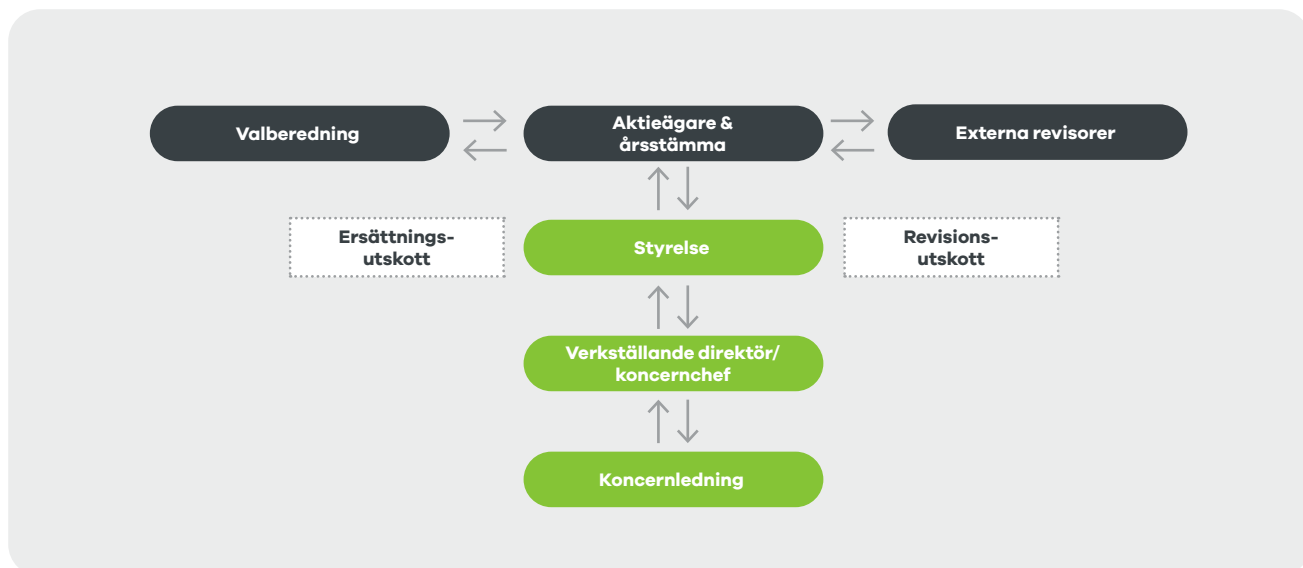 Valberedning
Aktieägare &
årsstämma
Externa revisorer
Ersättnings-
utskott
Styrelse
Revisions-
utskott
Verkställande direktör/
koncernchef
Koncernledning